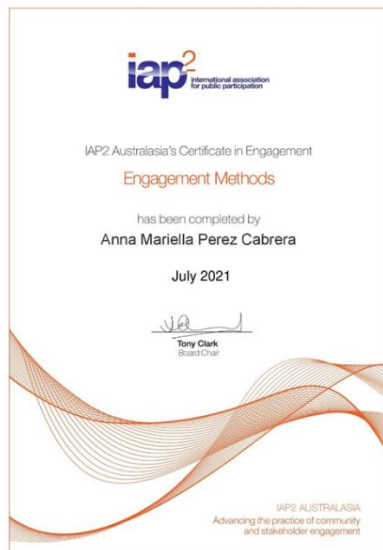 iap2
international association
for public participation
IAP2 Australasia's Certificate in Engagement
Engagement Methods
has been completed by
Anna Mariella Perez Cabrera
July 2021
Tony Clark
Board Chair
IAP2 AUSTRALASIA
Advancing the practice of community
and stakeholder engagement